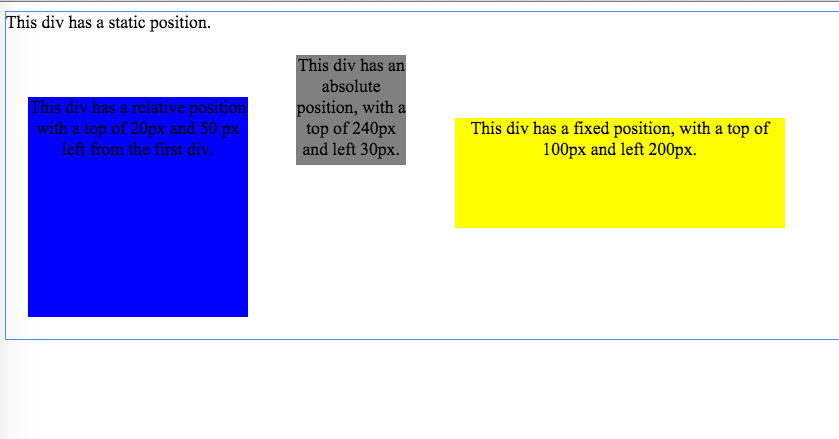 This div has a static position.
This div has a relative position
with a top of 20px and 50 px
left from the first div.
This div has an
absolute
position, with a
top of 240px
and left 30px.
This div has a fixed position, with a top of
100px and left 200px.